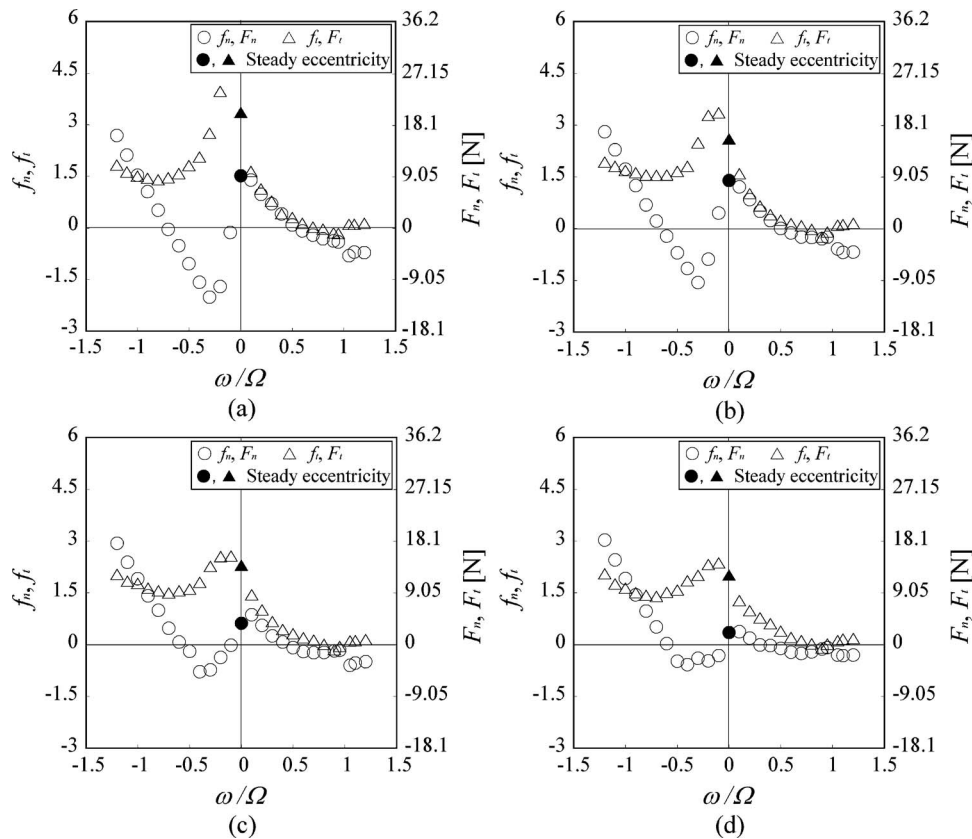 6 36.2 6 36.2
fₙ, Fₙ fₜ, Fₜ fₙ, Fₙ fₜ, Fₜ
4.5 , Steady eccentricity 27.15 4.5 , Steady eccentricity 27.15
3 18.1 3 18.1
fₙ, fₜ 1.5 9.05 Fₙ, Fₜ [N] fₙ, fₜ 1.5 9.05 Fₙ, Fₜ [N]
0 0 0 0
-1.5 -9.05 -1.5 -9.05
-3 -18.1 -3 -18.1
-1.5 -1 -0.5 0 0.5 1 1.5 -1.5 -1 -0.5 0 0.5 1 1.5
ω/Ω ω/Ω
(a) (b)
6 36.2 6 36.2
fₙ, Fₙ fₜ, Fₜ fₙ, Fₙ fₜ, Fₜ
4.5 , Steady eccentricity 27.15 4.5 , Steady eccentricity 27.15
3 18.1 3 18.1
fₙ, fₜ 1.5 9.05 Fₙ, Fₜ [N] fₙ, fₜ 1.5 9.05 Fₙ, Fₜ [N]
0 0 0 0
-1.5 -9.05 -1.5 -9.05
-3 -18.1 -3 -18.1
-1.5 -1 -0.5 0 0.5 1 1.5 -1.5 -1 -0.5 0 0.5 1 1.5
ω/Ω ω/Ω
(c) (d)